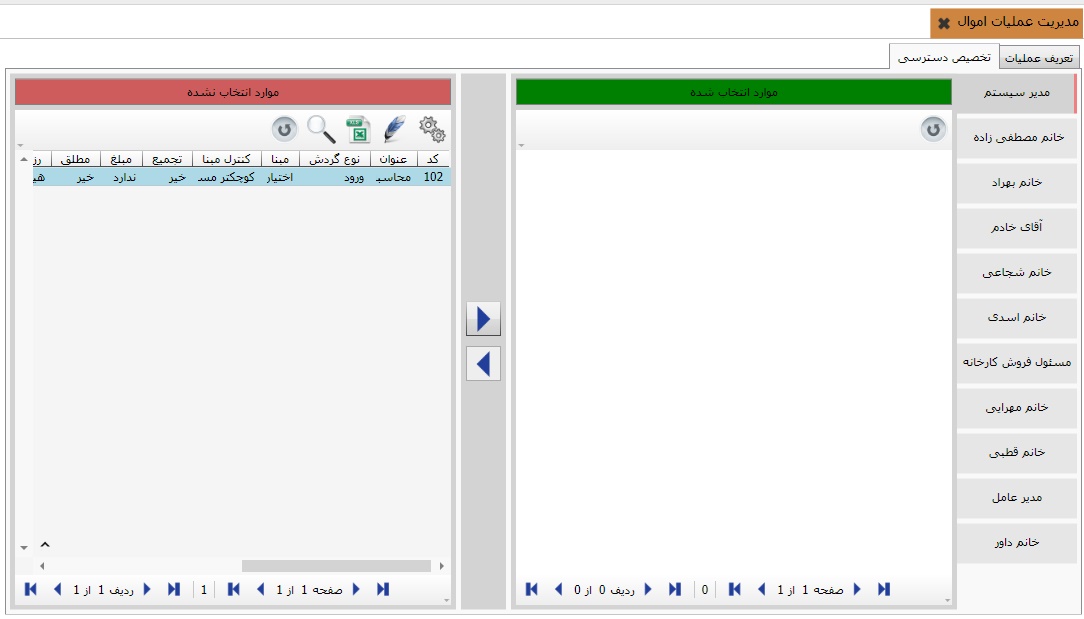 مدیریت عملیات اموال
تعریف عملیات
تخصیص دسترسی
مدیر سیستم
خانم مصطفی زاده
خانم بهراد
آقای خادم
خانم شجاعی
خانم اسدی
مسئول فروش کارخانه
خانم مهرایی
خانم قطبی
مدیر عامل
خانم داور
موارد انتخاب شده
صفحه 1 از 1
0
ردیف 0 از 0
موارد انتخاب نشده
کد عنوان نوع گردش مبنا کنترل مبنا تجمیع مبلغ مطلق رز
102 محاسبـ ورود اختیار کوچکتر مسـ خیر ندارد خیر هیـ
صفحه 1 از 1
1
ردیف 1 از 1